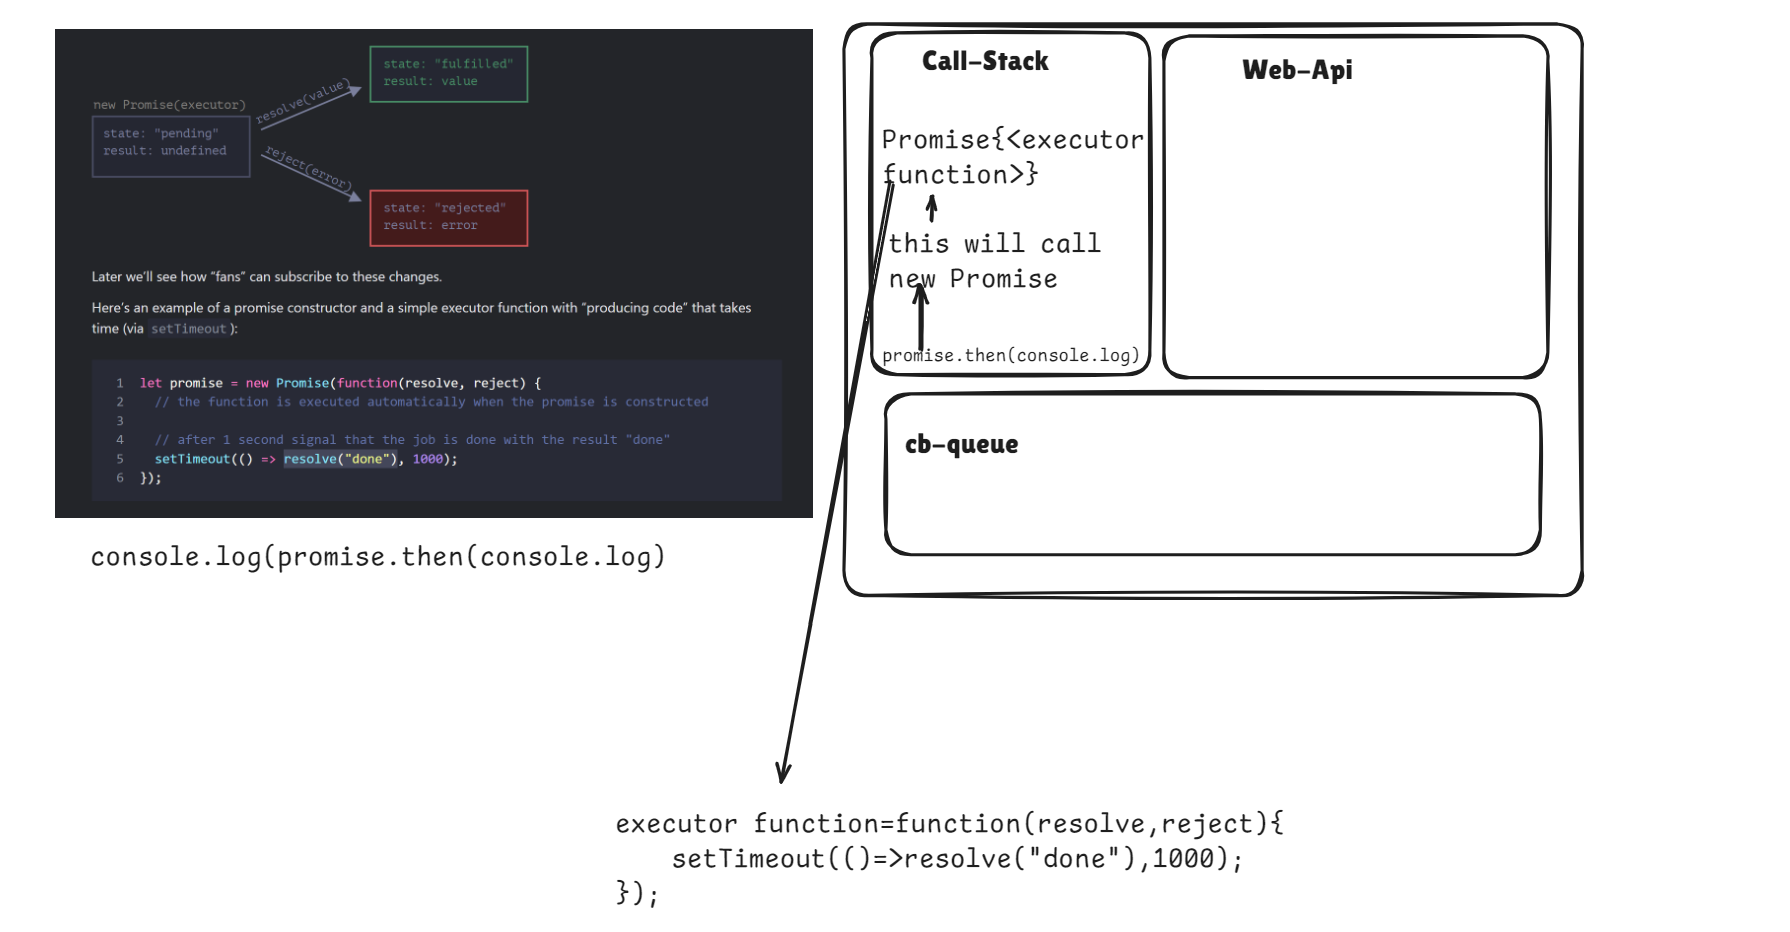 state: "fulfilled"
result: value
new Promise(executor)
resolve(value)
state: "pending"
result: undefined
reject(error)
state: "rejected"
result: error
Later we'll see how "fans" can subscribe to these changes.
Here's an example of a promise constructor and a simple executor function with "producing code" that takes
time (via setTimeout):
1 let promise = new Promise(function(resolve, reject) {
2 // the function is executed automatically when the promise is constructed
3
4 // after 1 second signal that the job is done with the result "done"
5 setTimeout(() => resolve("done"), 1000);
6 });
console.log(promise.then(console.log)
Call-Stack
Promise{<executor
function>}
this will call
new Promise
promise.then(console.log)
Web-Api
cb-queue
executor function=function(resolve,reject){
setTimeout(()=>resolve("done"),1000);
});